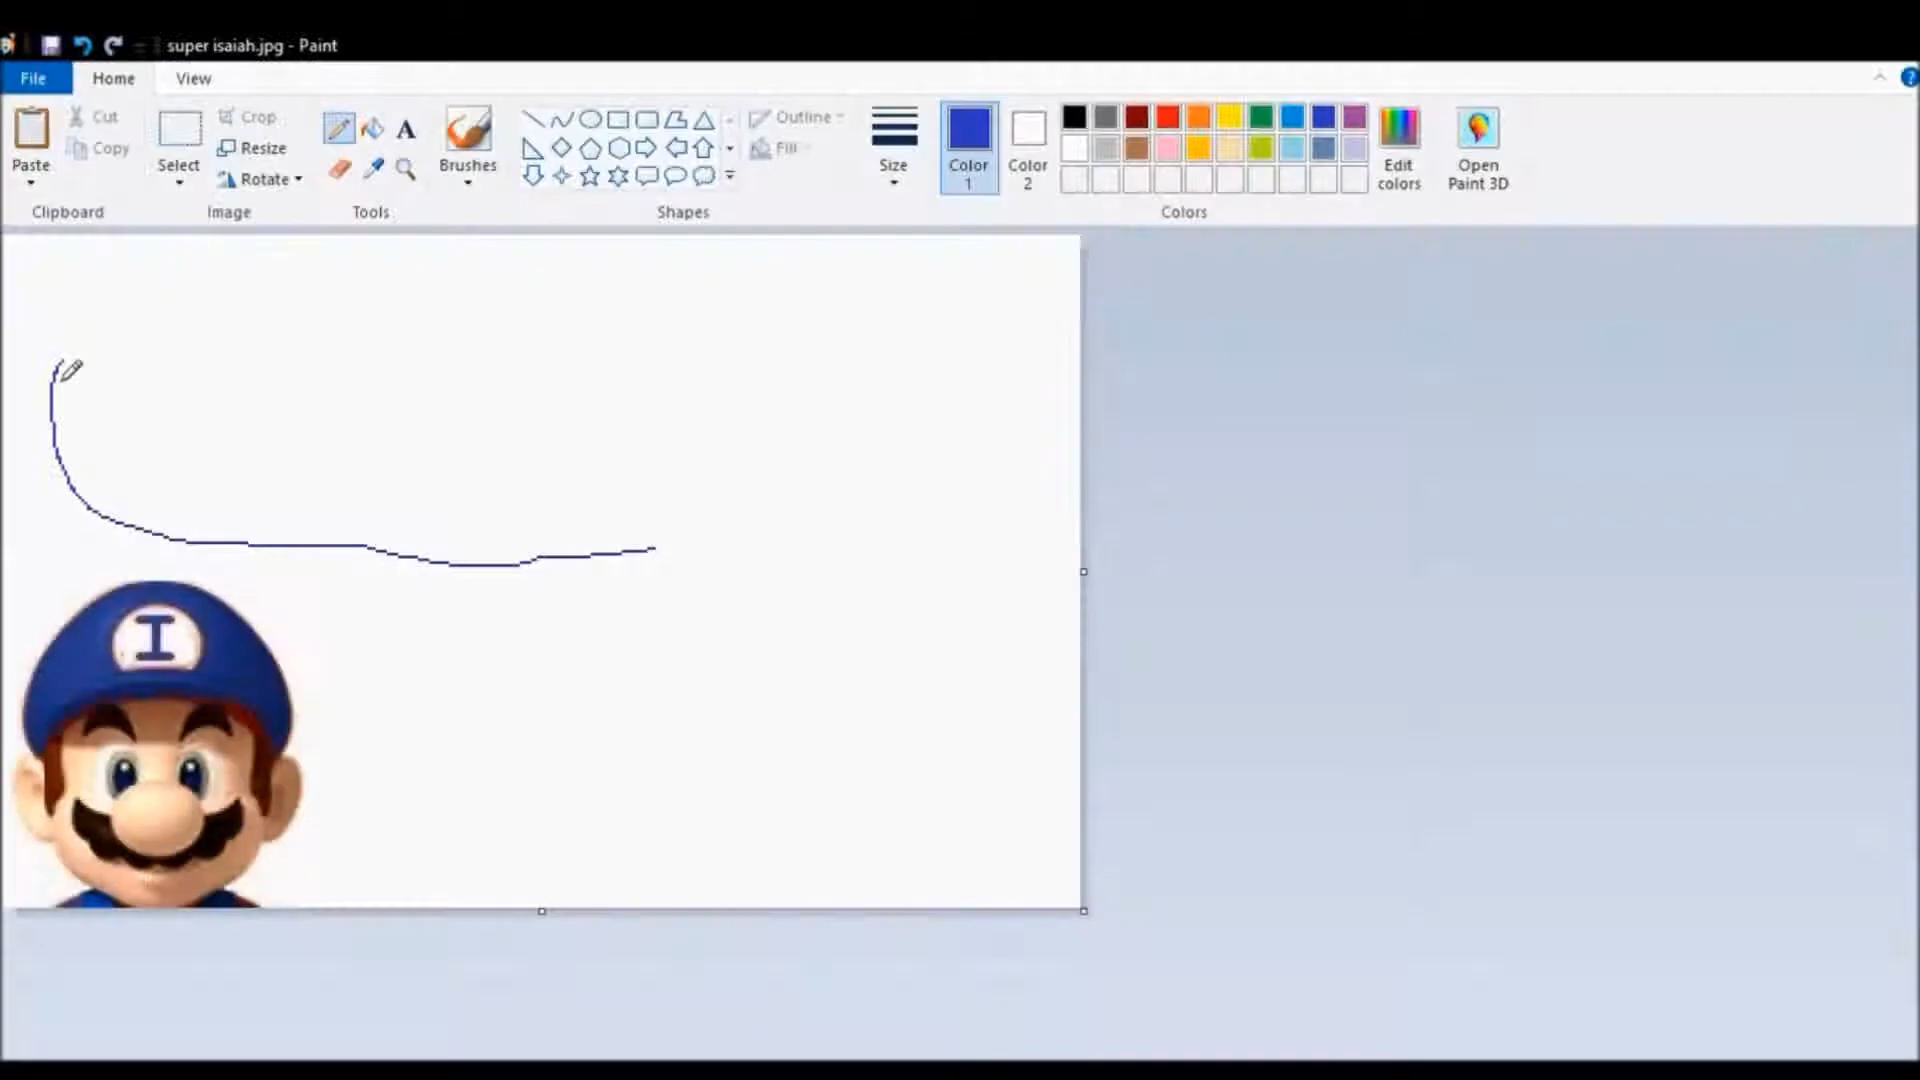 super isaiah.jpg - Paint
File Home View
Paste
Cut
Copy
Clipboard
Select
Crop
Resize
Rotate
Image
A
Tools
Brushes
Shapes
Outline
Fill
Size
Color 1
Color 2
Colors
Edit colors
Open Paint 3D
?
I